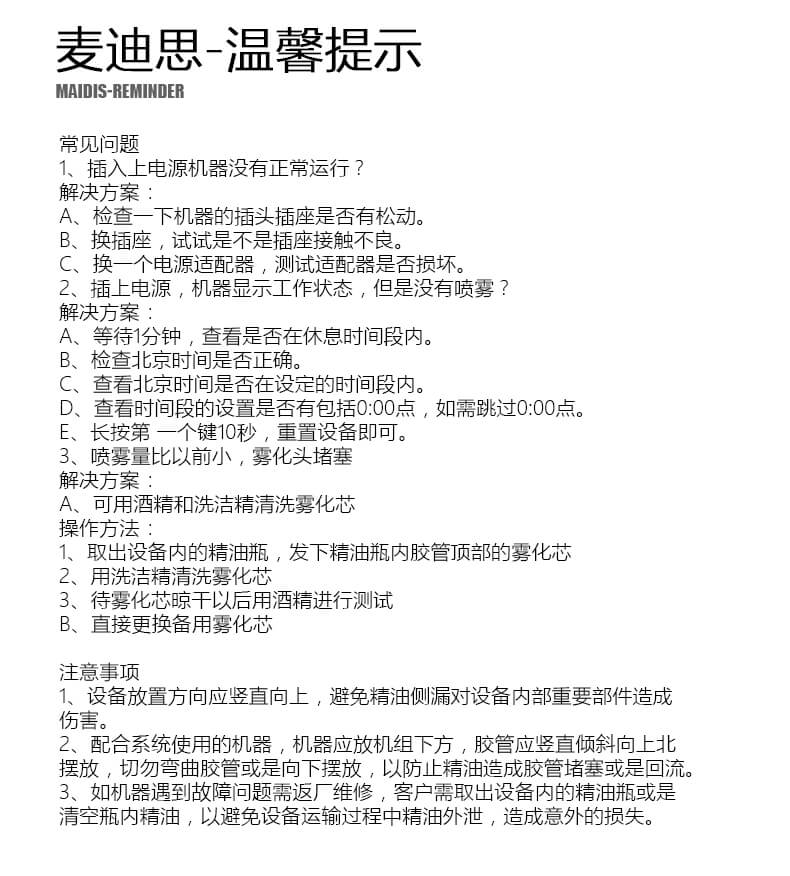 麦迪思-温馨提示
MAIDIS-REMINDER
常见问题
1、插入上电源机器没有正常运行？
解决方案：
A、检查一下机器的插头插座是否有松动。
B、换插座，试试是不是插座接触不良。
C、换一个电源适配器，测试适配器是否损坏。
2、插上电源，机器显示工作状态，但是没有喷雾？
解决方案：
A、等待1分钟，查看是否在休息时间段内。
B、检查北京时间是否正确。
C、查看北京时间是否在设定的时间段内。
D、查看时间段的设置是否有包括0:00点，如需跳过0:00点。
E、长按第 一个键10秒，重置设备即可。
3、喷雾量比以前小，雾化头堵塞
解决方案：
A、可用酒精和洗洁精清洗雾化芯
操作方法：
1、取出设备内的精油瓶，发下精油瓶内胶管顶部的雾化芯
2、用洗洁精清洗雾化芯
3、待雾化芯晾干以后用酒精进行测试
B、直接更换备用雾化芯
注意事项
1、设备放置方向应竖直向上，避免精油侧漏对设备内部重要部件造成
伤害。
2、配合系统使用的机器，机器应放机组下方，胶管应竖直倾斜向上北
摆放，切勿弯曲胶管或是向下摆放，以防止精油造成胶管堵塞或是回流。
3、如机器遇到故障问题需返厂维修，客户需取出设备内的精油瓶或是
清空瓶内精油，以避免设备运输过程中精油外泄，造成意外的损失。